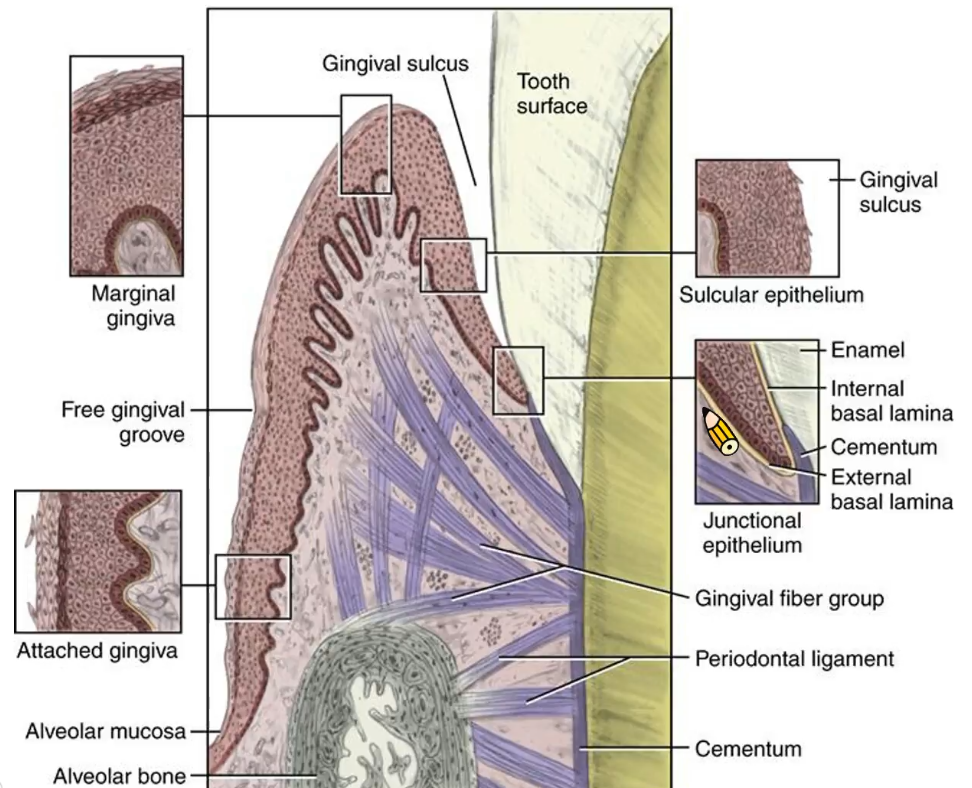 Gingival sulcus
Tooth
surface
Marginal
gingiva
Gingival
sulcus
Sulcular epithelium
Enamel
Internal
basal lamina
Cementum
External
basal lamina
Junctional
epithelium
Free gingival
groove
Attached gingiva
Gingival fiber group
Periodontal ligament
Alveolar mucosa
Cementum
Alveolar bone